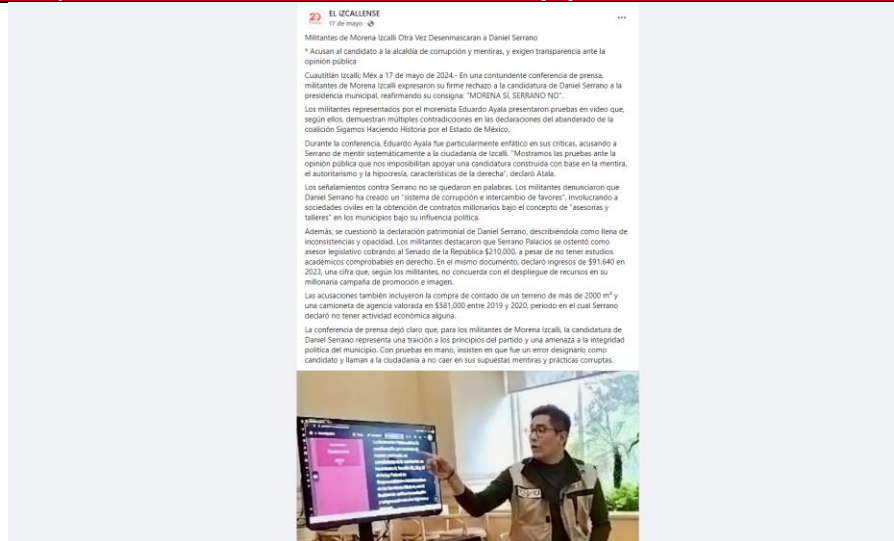 EL iZCALLENSE
17 de mayo
Militantes de Morena Izcalli Otra Vez Desenmascaran a Daniel Serrano
* Acusan al candidato a la alcaldía de corrupción y mentiras, y exigen transparencia ante la
opinión pública
Cuautitlán Izcalli; Méx a 17 de mayo de 2024.- En una contundente conferencia de prensa,
militantes de Morena Izcalli expresaron su firme rechazo a la candidatura de Daniel Serrano a la
presidencia municipal, reafirmando su consigna: "MORENA SÍ, SERRANO NO".
Los militantes representados por el morenista Eduardo Ayala presentaron pruebas en video que,
según ellos, demuestran múltiples contradicciones en las declaraciones del abanderado de la
coalición Sigamos Haciendo Historia por el Estado de México.
Durante la conferencia, Eduardo Ayala fue particularmente enfático en sus críticas, acusando a
Serrano de mentir sistemáticamente a la ciudadanía de Izcalli. "Mostramos las pruebas ante la
opinión pública que nos imposibilitan apoyar una candidatura construida con base en la mentira,
el autoritarismo y la hipocresía, características de la derecha", declaró Atala.
Los señalamientos contra Serrano no se quedaron en palabras. Los militantes denunciaron que
Daniel Serrano ha creado un "sistema de corrupción e intercambio de favores", involucrando a
sociedades civiles en la obtención de contratos millonarios bajo el concepto de "asesorías y
talleres" en los municipios bajo su influencia política.
Además, se cuestionó la declaración patrimonial de Daniel Serrano, describiéndola como llena de
inconsistencias y opacidad. Los militantes destacaron que Serrano Palacios se ostentó como
asesor legislativo cobrando al Senado de la República $210,000, a pesar de no tener estudios
académicos comprobables en derecho. En el mismo documento, declaró ingresos de $91,640 en
2023, una cifra que, según los militantes, no concuerda con el despliegue de recursos en su
millonaria campaña de promoción e imagen.
Las acusaciones también incluyeron la compra de contado de un terreno de más de 2000 m² y
una camioneta de agencia valorada en $581,000 entre 2019 y 2020, periodo en el cual Serrano
declaró no tener actividad económica alguna.
La conferencia de prensa dejó claro que, para los militantes de Morena Izcalli, la candidatura de
Daniel Serrano representa una traición a los principios del partido y una amenaza a la integridad
política del municipio. Con pruebas en mano, insisten en que fue un error designarlo como
candidato y llaman a la ciudadanía a no caer en sus supuestas mentiras y prácticas corruptas.